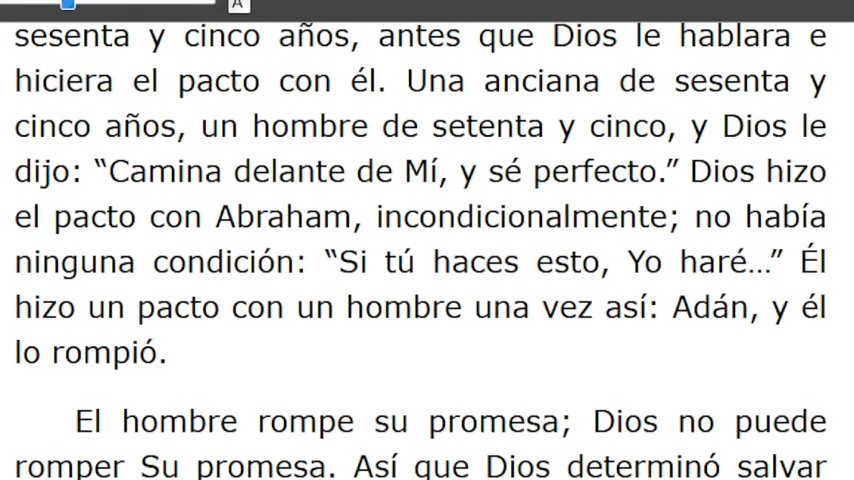 A
sesenta y cinco años, antes que Dios le hablara e
hiciera el pacto con él. Una anciana de sesenta y
cinco años, un hombre de setenta y cinco, y Dios le
dijo: “Camina delante de Mí, y sé perfecto.” Dios hizo
el pacto con Abraham, incondicionalmente; no había
ninguna condición: “Si tú haces esto, Yo haré…” Él
hizo un pacto con un hombre una vez así: Adán, y él
lo rompió.
El hombre rompe su promesa; Dios no puede
romper Su promesa. Así que Dios determinó salvar